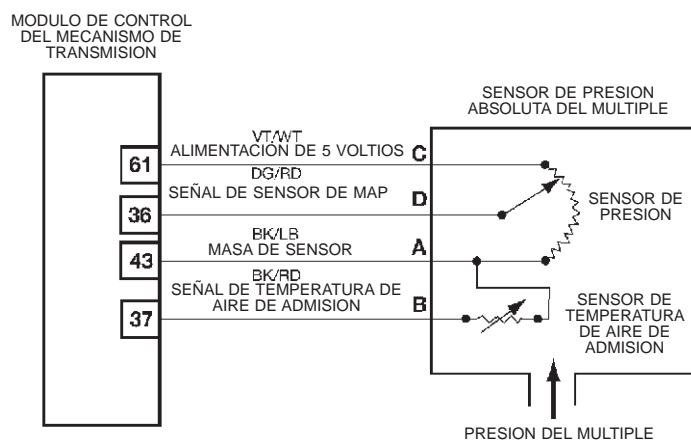 MODULO DE CONTROL
DEL MECANISMO DE
TRANSMISION
SENSOR DE PRESION
ABSOLUTA DEL MULTIPLE
VT/WT
61
ALIMENTACIÓN DE 5 VOLTIOS
C
DG/RD
36
SEÑAL DE SENSOR DE MAP
D
SENSOR DE
PRESION
BK/LB
43
MASA DE SENSOR
A
BK/RD
37
SEÑAL DE TEMPERATURA DE
AIRE DE ADMISION
B
SENSOR DE
TEMPERATURA
DE AIRE DE
ADMISION
PRESION DEL MULTIPLE